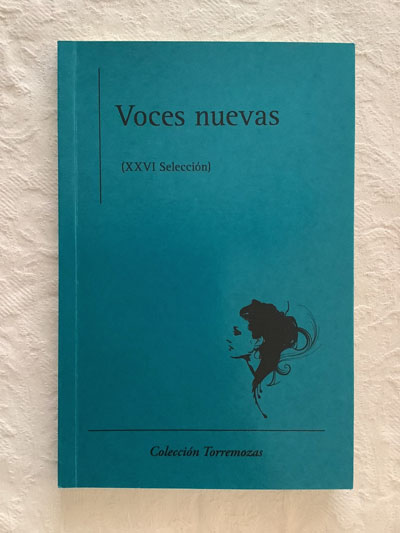 Voces nuevas
(XXVI Selección)
Colección Torremozas